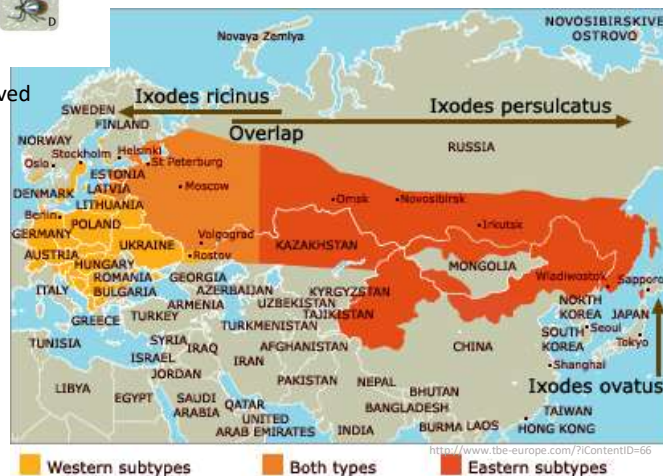 D
ved
Novaya Zemlya
NOVOSIBIRSKIYE
OSTROVO
Ixodes ricinus
Ixodes persulcatus
Overlap
SWEDEN
FINLAND
NORWAY
Oslo
Stockholm
Helsinki
St Peterburg
RUSSIA
ESTONIA
LATVIA
LITHUANIA
Moscow
DENMARK
Berlin
POLAND
GERMANY
Omsk
Novosibirsk
Irkutsk
UKRAINE
Volgograd
Rostov
AUSTRIA
HUNGARY
ROMANIA
BULGARIA
KAZAKHSTAN
MONGOLIA
Wladiwostok
Sapporo
ITALY
GEORGIA
AZERBAIJAN
ARMENIA
KYRGYZSTAN
UZBEKISTAN
TAJIKISTAN
TURKMENISTAN
GREECE
TURKEY
NORTH
KOREA
JAPAN
SOUTH
KOREA
Seoul
Tokyo
TUNISIA
SYRIA
IRAQ
ISRAEL
JORDAN
IRAN
AFGHANISTAN
CHINA
Shanghai
LIBYA
EGYPT
SAUDI
ARABIA
QATAR
UNITED
ARAB EMIRATES
PAKISTAN
NEPAL
BHUTAN
BANGLADESH
INDIA
BURMA
LAOS
TAIWAN
HONG KONG
Ixodes ovatus
http://www.tbe-europe.com/?iContentID=66
Western subtypes
Both types
Eastern subtypes